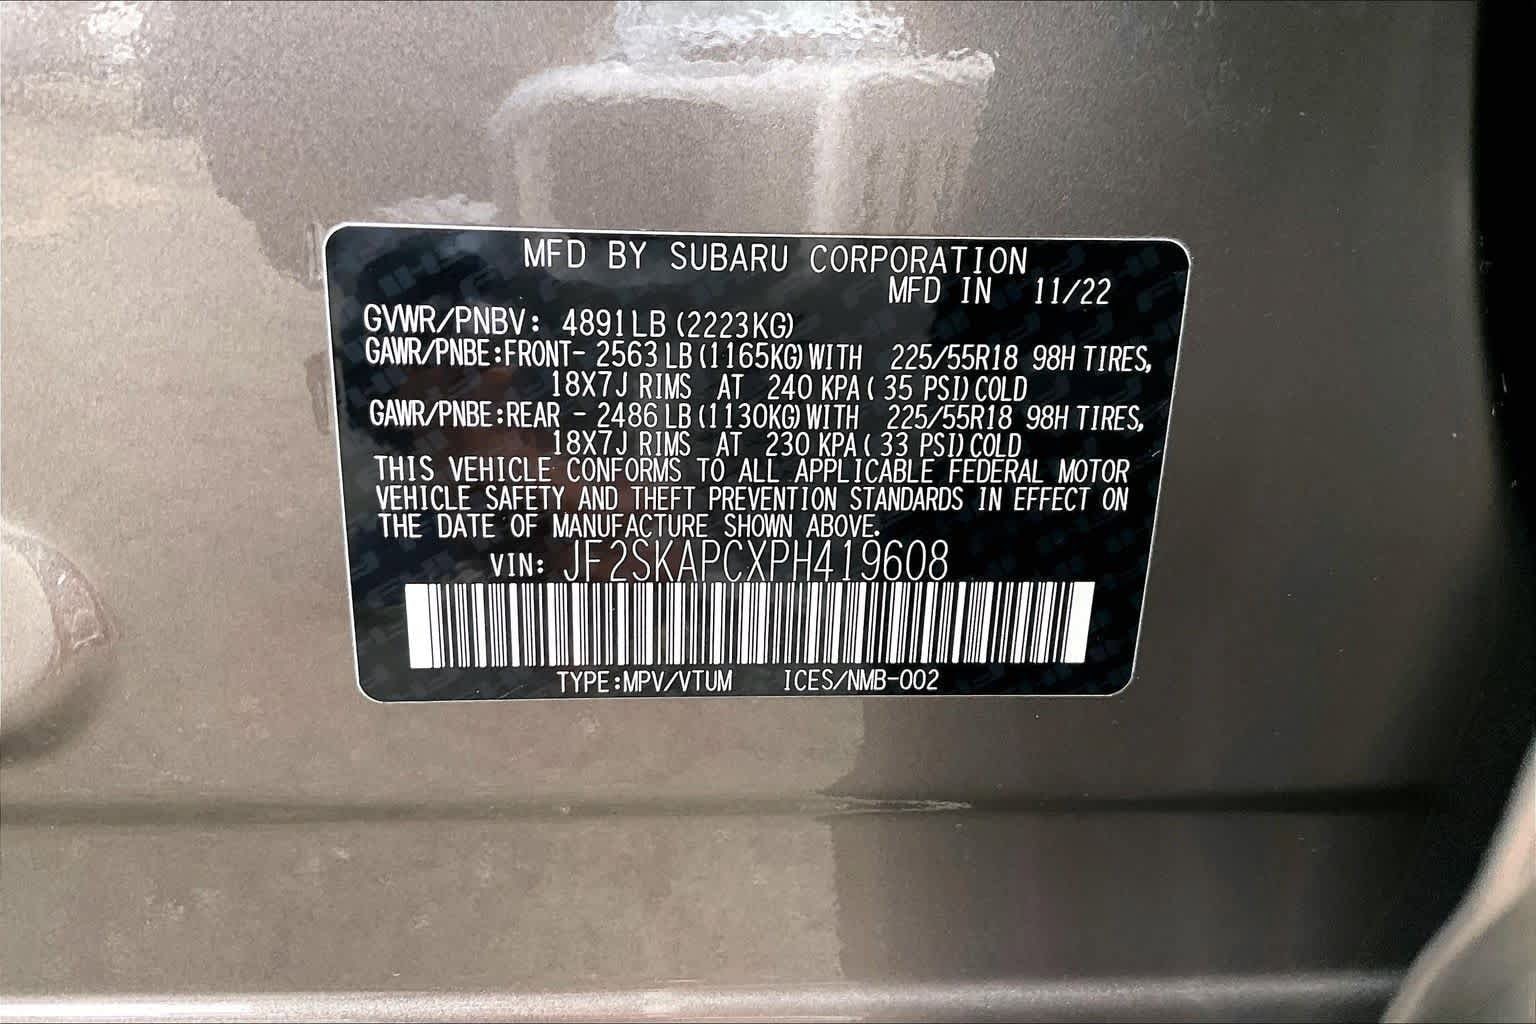 MFD BY SUBARU CORPORATION
MFD IN 11/22
GVWR/PNBV: 4891LB (2223KG)
GAWR/PNBE:FRONT- 2563 LB (1165KG) WITH 225/55R18 98H TIRES,
18X7J RIMS AT 240 KPA ( 35 PSI) COLD
GAWR/PNBE:REAR - 2486 LB (1130KG) WITH 225/55R18 98H TIRES,
18X7J RIMS AT 230 KPA ( 33 PSI) COLD
THIS VEHICLE CONFORMS TO ALL APPLICABLE FEDERAL MOTOR
VEHICLE SAFETY AND THEFT PREVENTION STANDARDS IN EFFECT ON
THE DATE OF MANUFACTURE SHOWN ABOVE.
VIN: JF2SKAPCXPH419608
TYPE:MPV/VTUM ICES/NMB-002